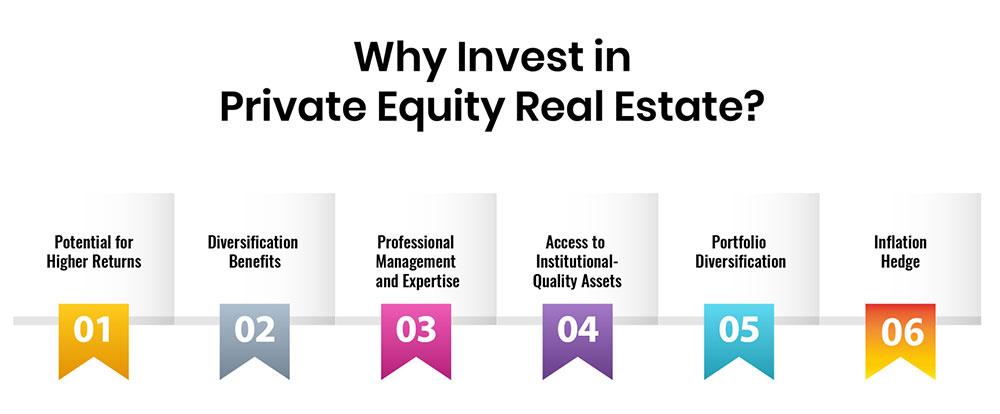 Why Invest in
Private Equity Real Estate?
Potential for
Higher Returns
01
Diversification
Benefits
02
Professional
Management
and Expertise
03
Access to
Institutional-
Quality Assets
04
Portfolio
Diversification
05
Inflation
Hedge
06